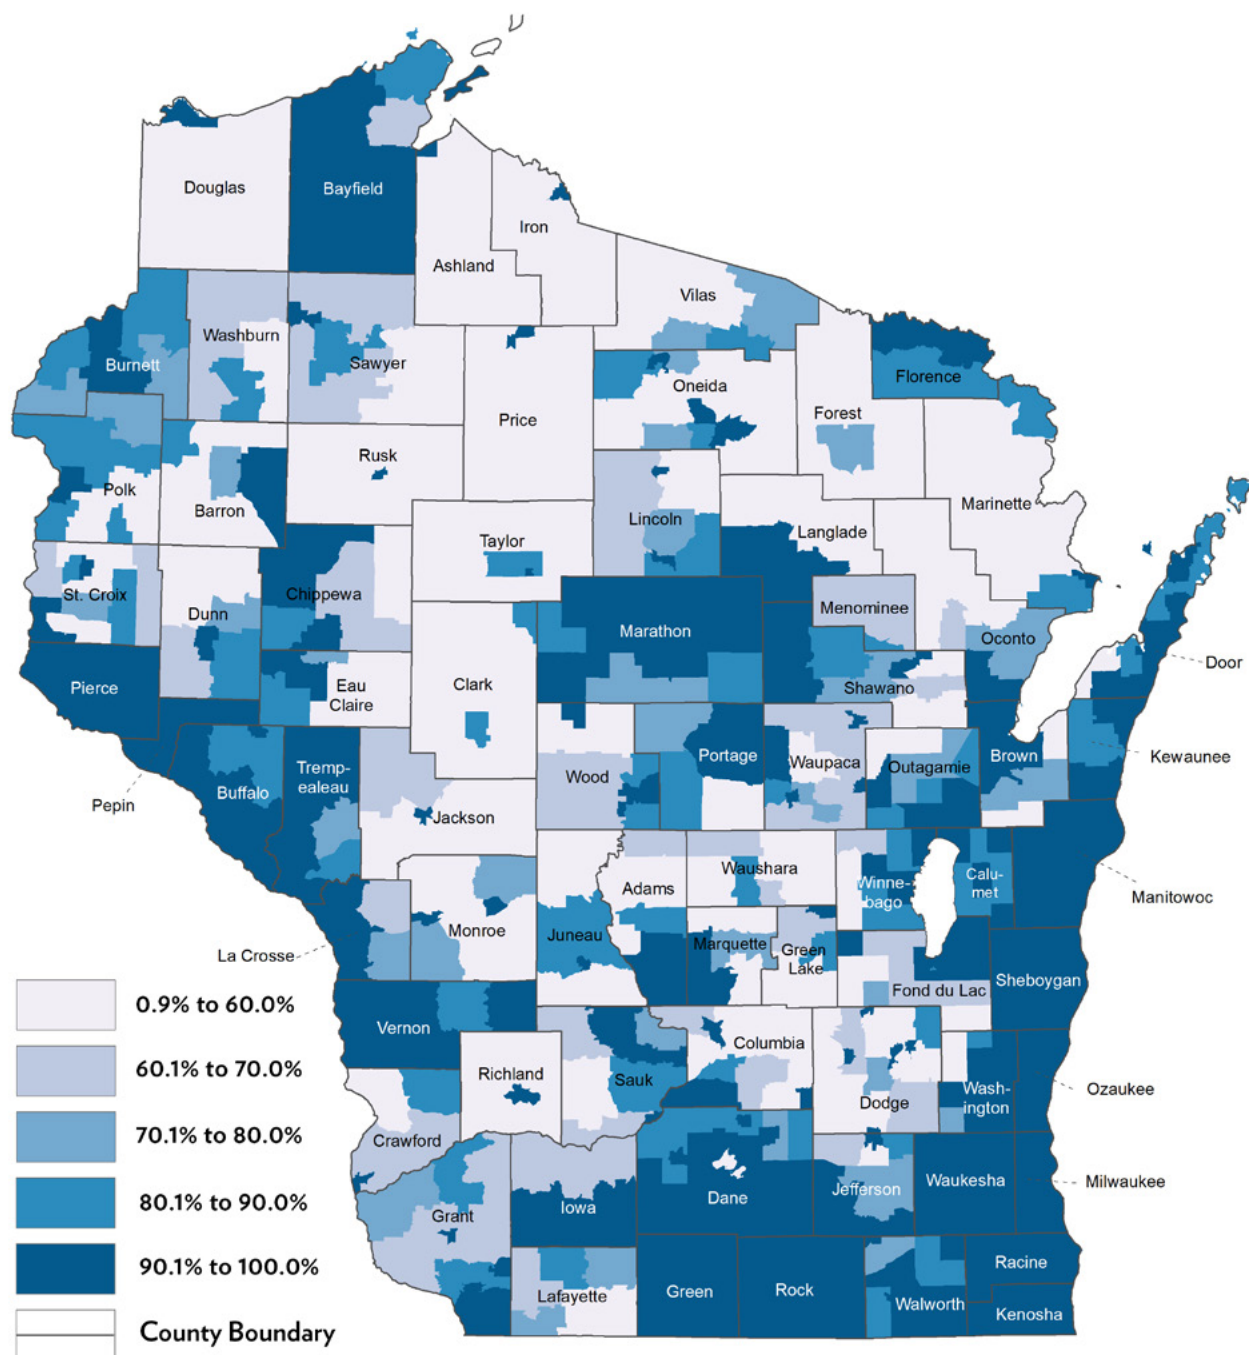 Douglas
Bayfield
Iron
Ashland
Vilas
Washburn
Burnett
Sawyer
Florence
Oneida
Price
Forest
Rusk
Polk
Barron
Marinette
Lincoln
Langlade
Taylor
St. Croix
Chippewa
Dunn
Menominee
Marathon
Oconto
Door
Pierce
Eau
Claire
Clark
Shawano
Portage
Kewaunee
Brown
Waupaca
Outagamie
Tremp-
ealeau
Wood
Buffalo
Pepin
Jackson
Waushara
Calu-
met
Winne-
bago
Adams
Manitowoc
Monroe
Juneau
Marquette
Green
Lake
La Crosse
Sheboygan
Fond du Lac
0.9% to 60.0%
Vernon
Columbia
60.1% to 70.0%
Richland
Sauk
Ozaukee
Wash-
ington
Dodge
70.1% to 80.0%
Crawford
Waukesha
Milwaukee
Jefferson
Dane
80.1% to 90.0%
Iowa
Grant
90.1% to 100.0%
Racine
Green
Rock
Lafayette
Walworth
Kenosha
County Boundary